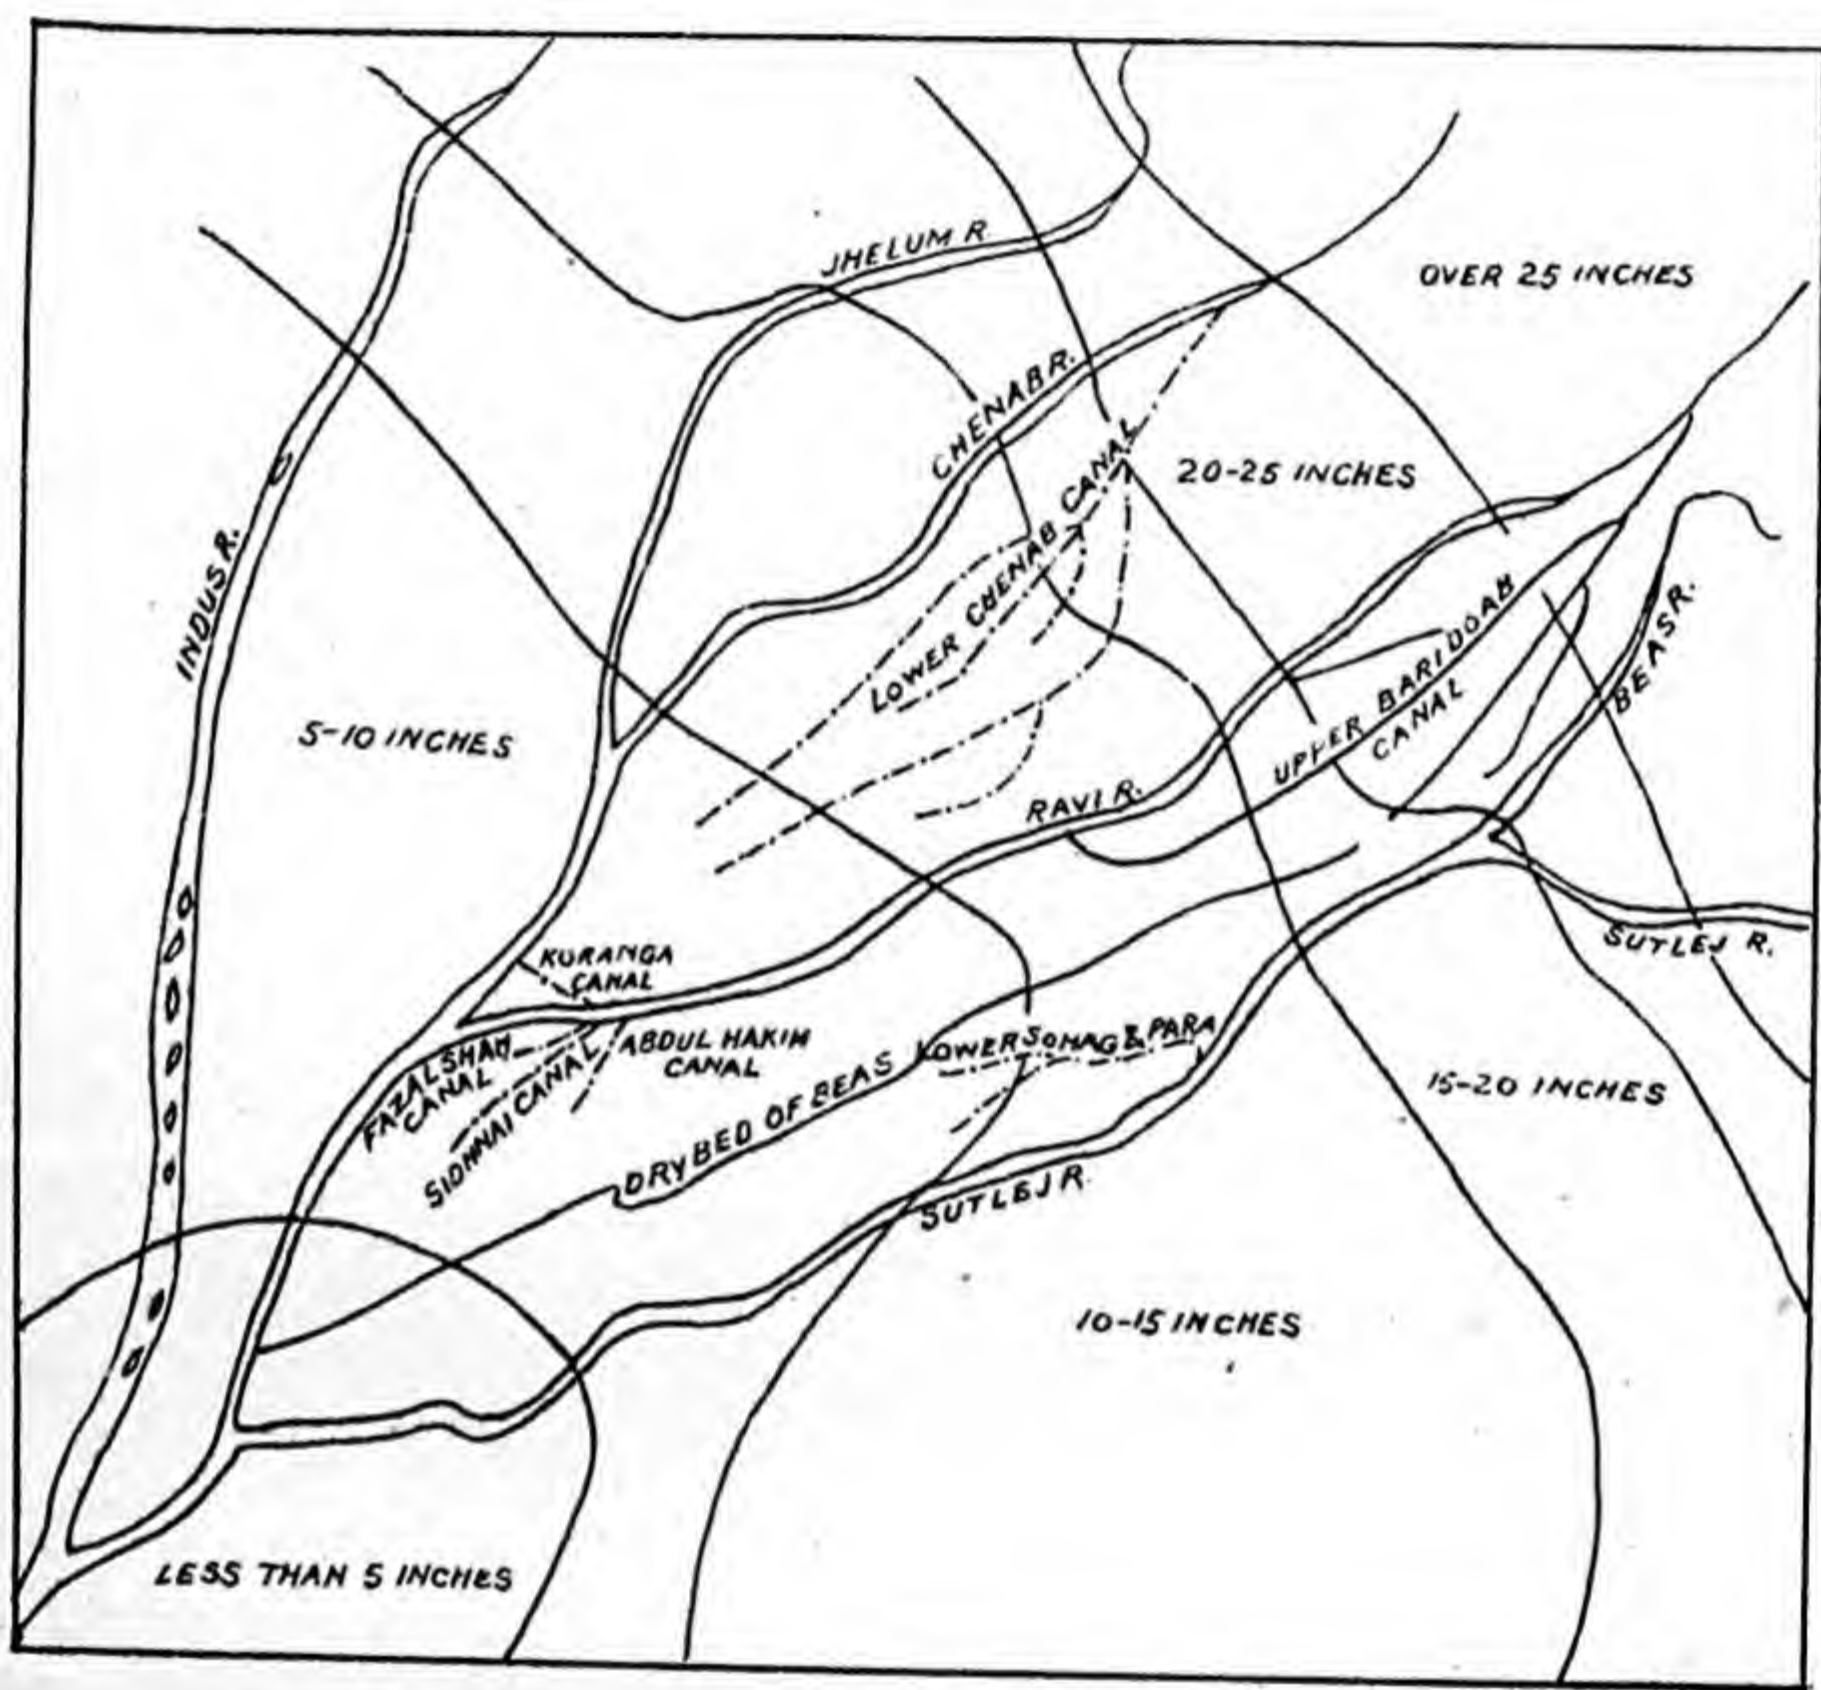 JHELUM R
OVER 25 INCHES
CHENAB R.
20-25 INCHES
INDUS R.
LOWER CHENAB CANAL
BEAS R.
UPPER BARI DOAB
CANAL
5-10 INCHES
RAVI R.
SUTLEJ R.
KURANGA
CANAL
ABDUL HAKIM
CANAL
LOWER SOHAG & PARA
FAZALSHAH
CANAL
SIDHNAI CANAL
DRY BED OF BEAS
15-20 INCHES
SUTLEJ R.
10-15 INCHES
LESS THAN 5 INCHES